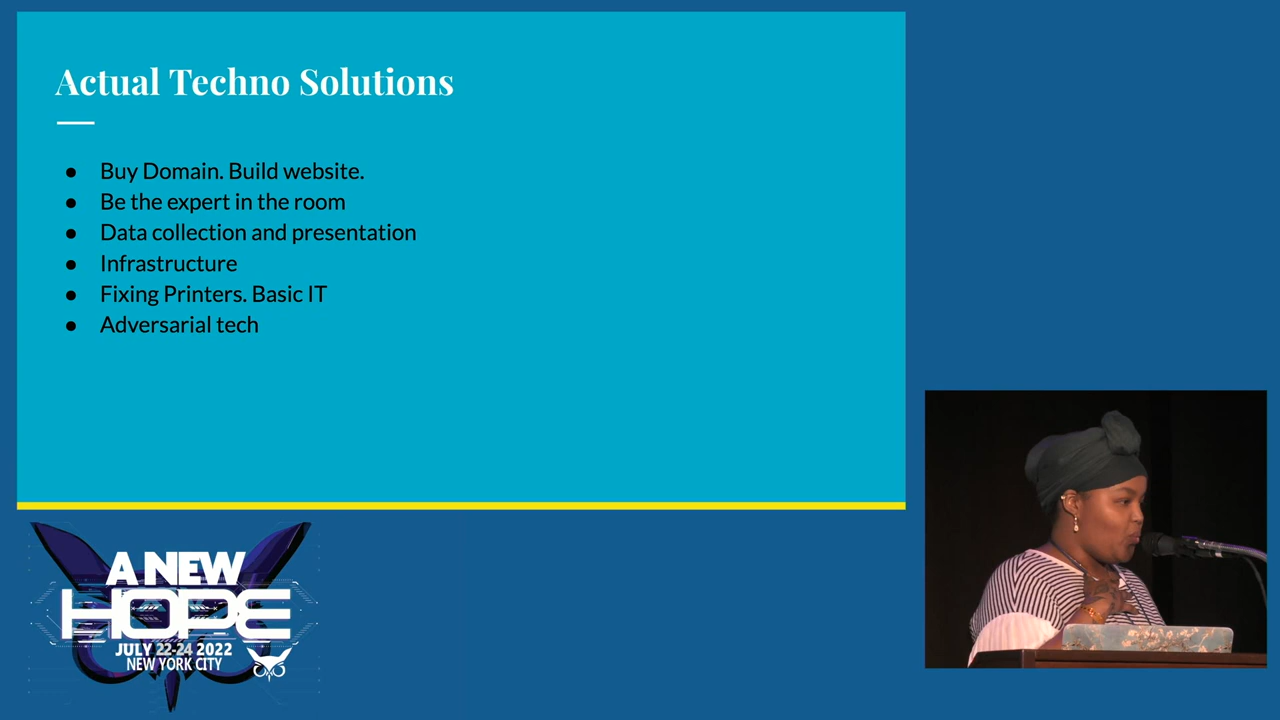 Actual Techno Solutions
● Buy Domain. Build website.
● Be the expert in the room
● Data collection and presentation
● Infrastructure
● Fixing Printers. Basic IT
● Adversarial tech
A NEW
HOPE
JULY 22-24 2022
NEW YORK CITY